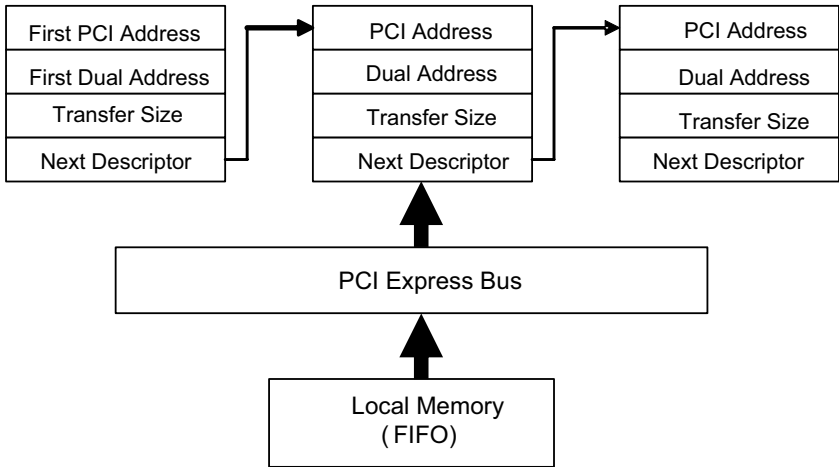 First PCI Address
First Dual Address
Transfer Size
Next Descriptor
PCI Address
Dual Address
Transfer Size
Next Descriptor
PCI Address
Dual Address
Transfer Size
Next Descriptor
PCI Express Bus
Local Memory
( FIFO)